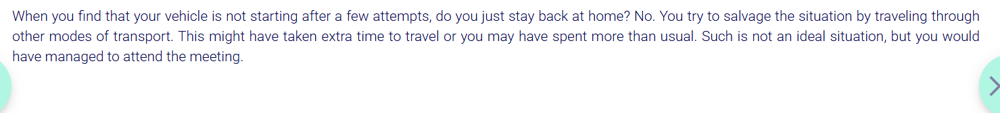 When you find that your vehicle is not starting after a few attempts, do you just stay back at home? No. You try to salvage the situation by traveling through
other modes of transport. This might have taken extra time to travel or you may have spent more than usual. Such is not an ideal situation, but you would
have managed to attend the meeting.